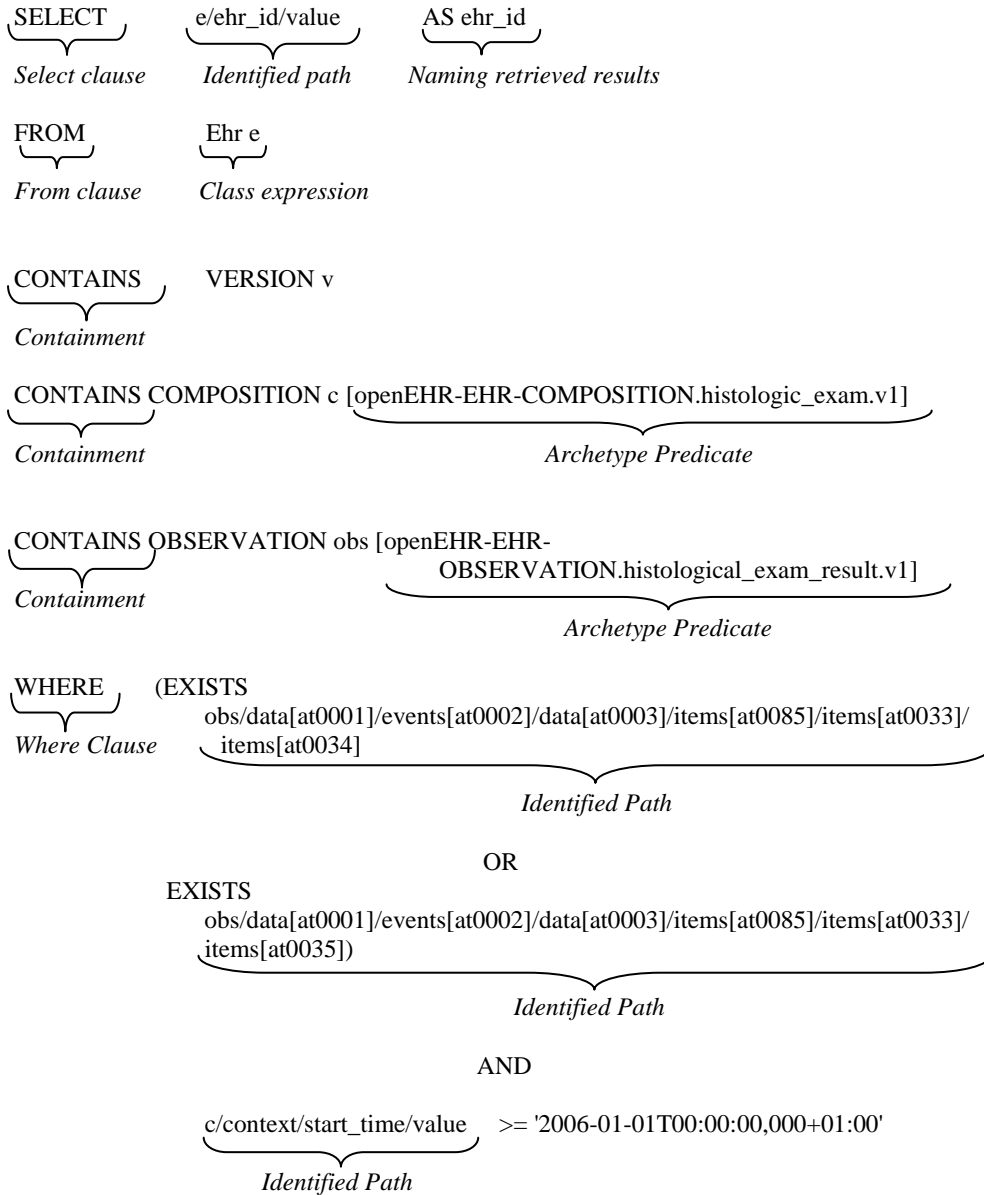 SELECT e/ehr_id/value AS ehr_id
Select clause Identified path Naming retrieved results
FROM Ehr e
From clause Class expression
CONTAINS VERSION v
Containment
CONTAINS COMPOSITION c [openEHR-EHR-COMPOSITION.histologic_exam.v1]
Containment Archetype Predicate
CONTAINS OBSERVATION obs [openEHR-EHR-
OBSERVATION.histological_exam_result.v1]
Containment
Archetype Predicate
WHERE (EXISTS
obs/data[at0001]/events[at0002]/data[at0003]/items[at0085]/items[at0033]/
Where Clause items[at0034]
Identified Path
OR
EXISTS
obs/data[at0001]/events[at0002]/data[at0003]/items[at0085]/items[at0033]/
items[at0035])
Identified Path
AND
c/context/start_time/value >= '2006-01-01T00:00:00,000+01:00'
Identified Path